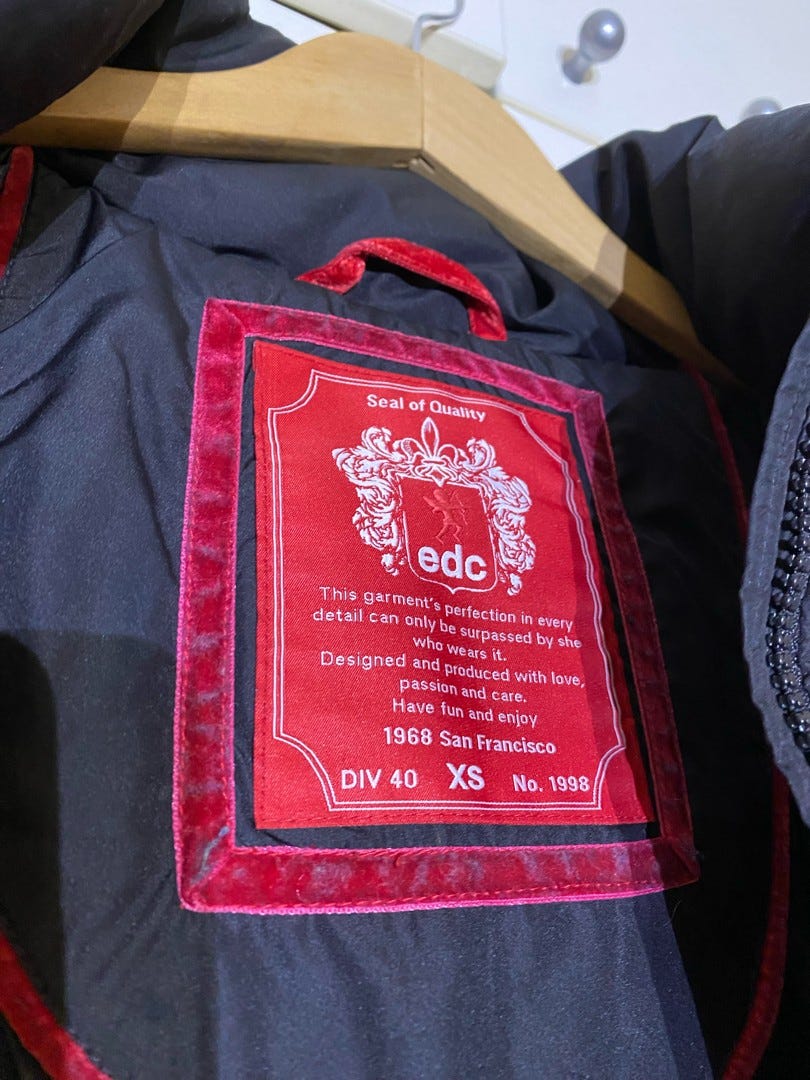 Seal of Quality
edc
This garment's perfection in every
detail can only be surpassed by she
who wears it.
Designed and produced with love,
passion and care.
Have fun and enjoy
1968 San Francisco
DIV 40 XS No. 1998